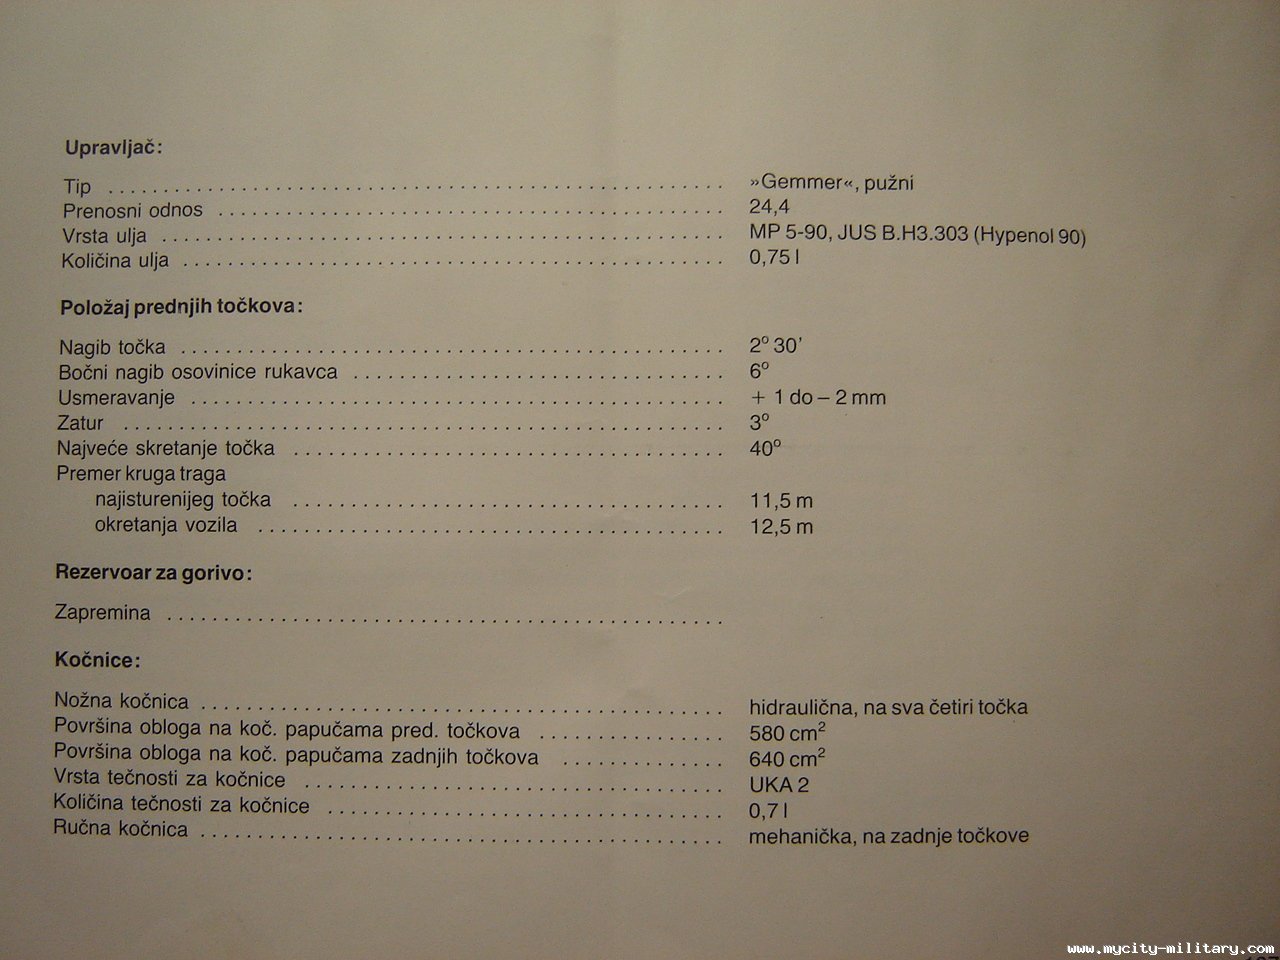 Upravljač:
Tip ................................................ »Gemmer«, pužni
Prenosni odnos ................................................ 24,4
Vrsta ulja ................................................ MP 5-90, JUS B.H3.303 (Hypenol 90)
Količina ulja ................................................ 0,75 l
Položaj prednjih točkova:
Nagib točka ................................................ 2° 30’
Bočni nagib osovinice rukavca ................................ 6°
Usmeravanje ................................................ + 1 do – 2 mm
Zatur ................................................ 3°
Najveće skretanje točka ...................................... 40°
Premer kruga traga
najisturenijeg točka ...................................... 11,5 m
okretanja vozila ........................................ 12,5 m
Rezervoar za gorivo:
Zapremina ................................................
Kočnice:
Nožna kočnica ................................................ hidraulična, na sva četiri točka
Površina obloga na koč. papučama pred. točkova ................ 580 cm²
Površina obloga na koč. papučama zadnjih točkova .............. 640 cm²
Vrsta tečnosti za kočnice .................................... UKA 2
Količina tečnosti za kočnice .................................. 0,7 l
Ručna kočnica ................................................ mehanička, na zadnje točkove
www.mycity-military.com